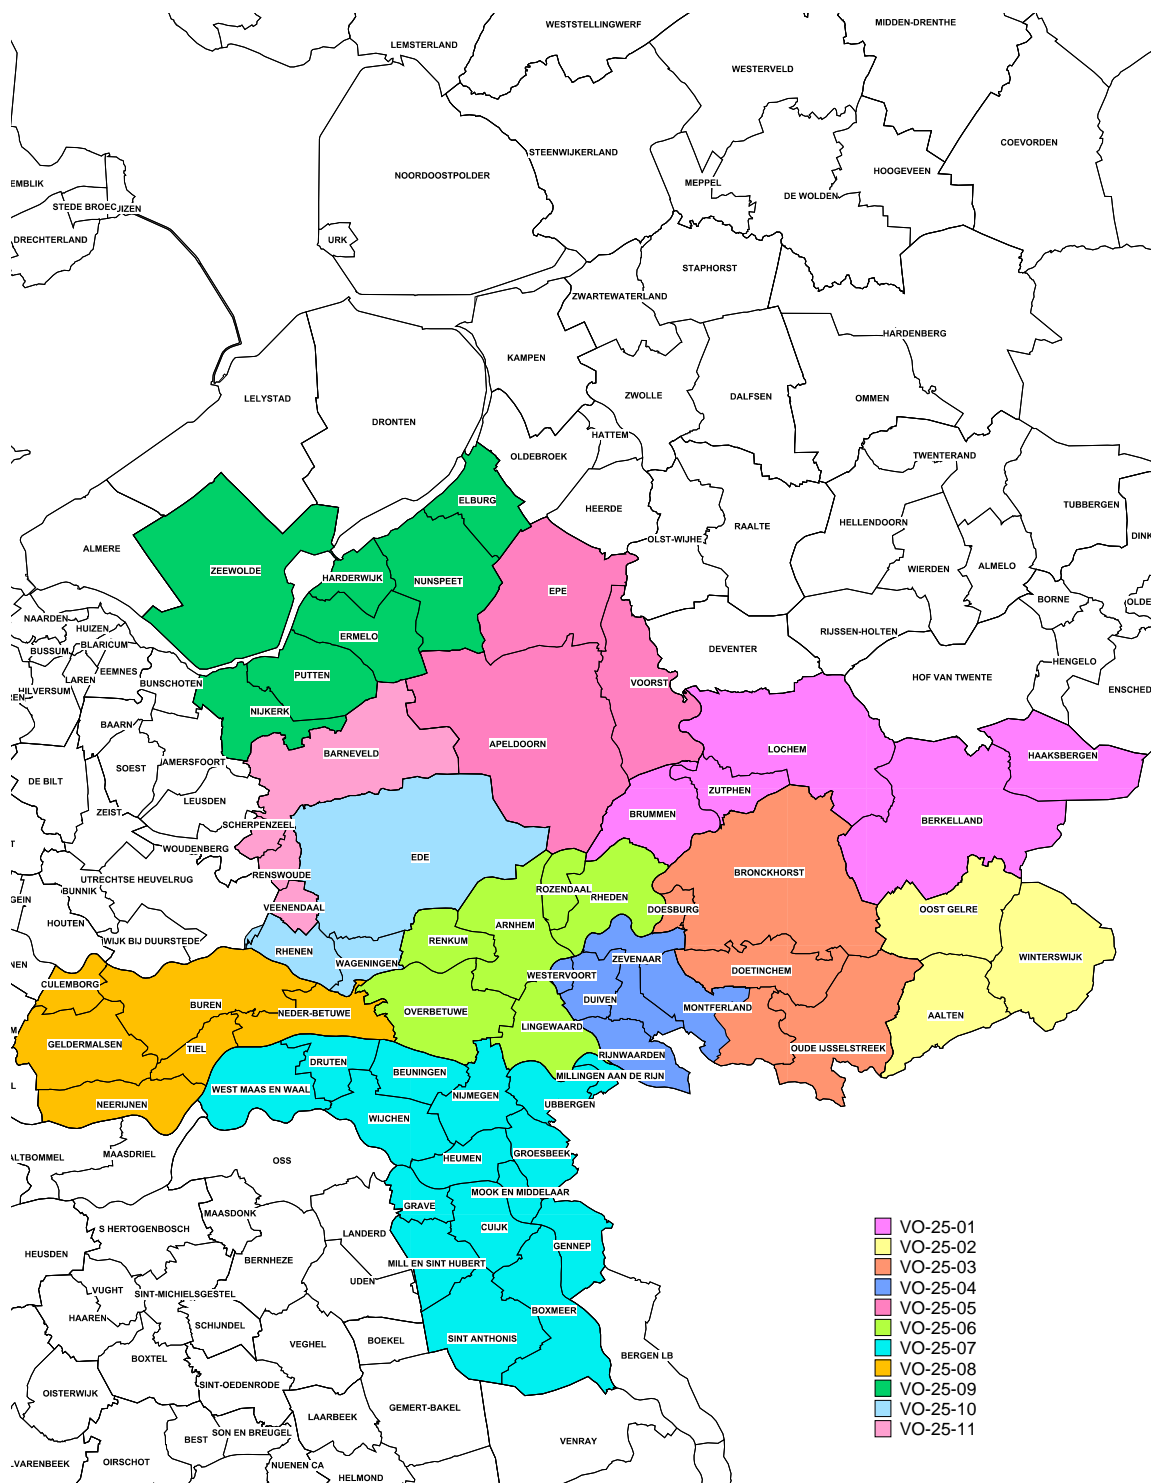 WESTSTELLINGWERF
MIDDEN-DRENTHE
LEMSTERLAND
WESTERVELD
COEVORDEN
STEENWIJKERLAND
HOOGEVEEN
NOORDOOSTPOLDER
MEPPEL
EMBLIK
DE WOLDEN
STEDE BROEC
IJIZEN
DRECHTERLAND
URK
STAPHORST
ZWARTEWATERLAND
HARDENBERG
KAMPEN
ZWOLLE
DALFSEN
OMMEN
LELYSTAD
DRONTEN
HATTEM
OLDEBROEK
TWENTERAND
ELBURG
TUBBERGEN
HEERDE
HELLENDOORN
RAALTE
DINK
OLST-WIJHE
ALMERE
ZEEWOLDE
HARDERWIJK
NUNSPEET
WIERDEN
ALMELO
EPE
BORNE
OLDE
NAARDEN
HUIZEN
ERMELO
RIJSSEN-HOLTEN
BUSSUM
BLARICUM
DEVENTER
HENGELO
EEMNES
LAREN
PUTTEN
HOF VAN TWENTE
BUNSCHOTEN
VOORST
HILVERSUM
REN
ENSCHED
NIJKERK
BAARN
APELDOORN
LOCHEM
BARNEVELD
HAAKSBERGEN
AMERSFOORT
SOEST
DE BILT
ZUTPHEN
LEUSDEN
ZEIST
BRUMMEN
BERKELLAND
SCHERPENZEEL
T
WOUDENBERG
EDE
BRONCKHORST
RENSWOUDE
UTRECHTSE HEUVELRUG
BUNNIK
ROZENDAAL
RHEDEN
GEIN
VEENENDAAL
DOESBURG
OOST GELRE
HOUTEN
ARNHEM
WIJK BIJ DUURSTEDE
RENKUM
RHENEN
WINTERSWIJK
ZEVENAAR
NEN
WAGENINGEN
DOETINCHEM
WESTERVOORT
CULEMBORG
DUIVEN
BUREN
MONTFERLAND
OVERBETUWE
NEDER-BETUWE
AALTEN
LINGEWAARD
M
GELDERMALSEN
TIEL
OUDE IJSSELSTREEK
RIJNWAARDEN
DRUTEN
BEUNINGEN
MILLINGEN AAN DE RIJN
L
WEST MAAS EN WAAL
NIJMEGEN
NEERIJNEN
UBBERGEN
WIJCHEN
MAASDRIEL
GROESBEEK
ALTBOMMEL
HEUMEN
OSS
MOOK EN MIDDELAAR
GRAVE
MAASDONK
S HERTOGENBOSCH
CUIJK
LANDERD
GENNEP
HEUSDEN
BERNHEZE
MILL EN SINT HUBERT
UDEN
VUGHT
SINT-MICHIELSGESTEL
BOXMEER
HAAREN
SCHIJNDEL
SINT ANTHONIS
BOEKEL
VEGHEL
BERGEN LB
BOXTEL
SINT-OEDENRODE
OISTERWIJK
GEMERT-BAKEL
LAARBEEK
SON EN BREUGEL
BEST
VENRAY
OIRSCHOT
LVARENBEEK
NUENEN CA
HELMOND
VO-25-01
VO-25-02
VO-25-03
VO-25-04
VO-25-05
VO-25-06
VO-25-07
VO-25-08
VO-25-09
VO-25-10
VO-25-11